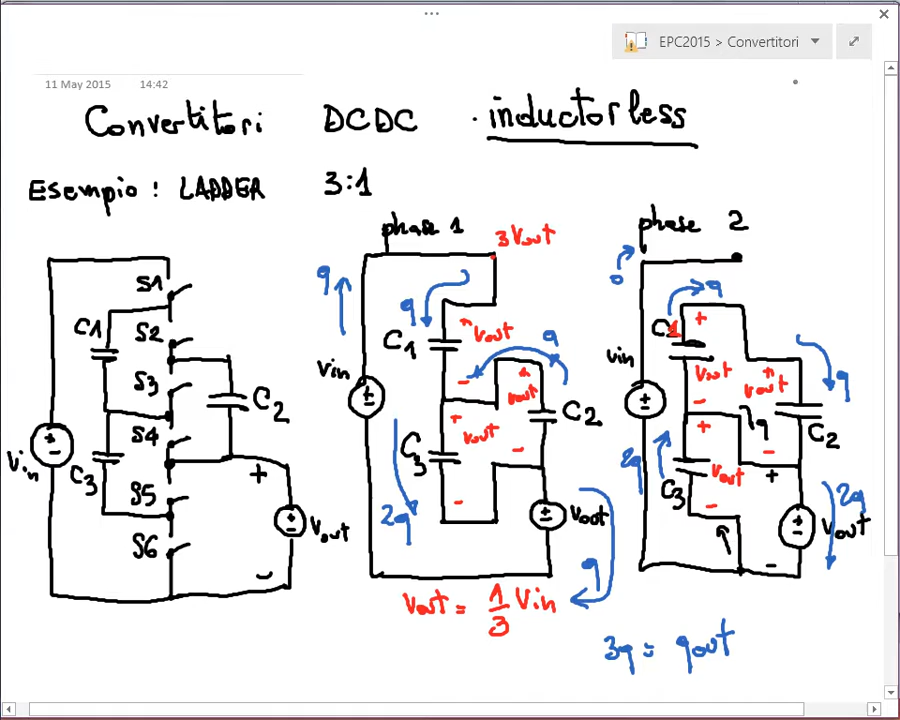 EPC2015 > Convertitori
11 May 2015 14:42
Convertitori DCDC inductorless
Esempio: LADDER 3:1
phase 1
3Vout
phase 2
S1
C1
S2
S3
C2
S4
Vin
C3
S5
S6
+
Vout
-
q
q
C1
+
Vout
-
q
Vin
+
Vout
-
+
Vout
-
C2
C3
2q
Vout
q
Vout = 1/3 Vin
0
q
C1
+
Vout
-
Vin
+
Vout
-
q
C2
q
2q
C3
+
Vout
-
+
Vout
-
2q
3q = qout